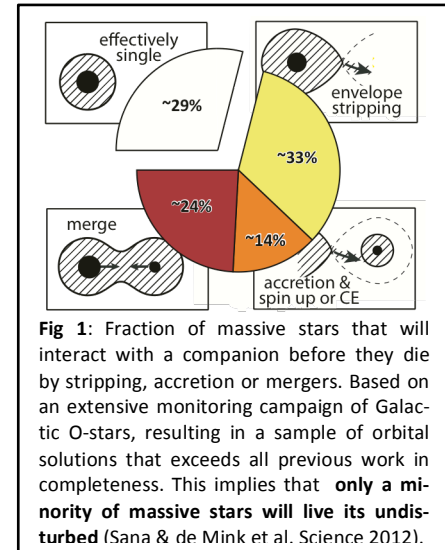 effectively
single
~29%
envelope
stripping
~33%
~24%
~14%
merge
accretion &
spin up or CE
Fig 1: Fraction of massive stars that will
interact with a companion before they die
by stripping, accretion or mergers. Based on
an extensive monitoring campaign of Galac-
tic O-stars, resulting in a sample of orbital
solutions that exceeds all previous work in
completeness. This implies that only a mi-
nority of massive stars will live its undis-
turbed (Sana & de Mink et al. Science 2012).